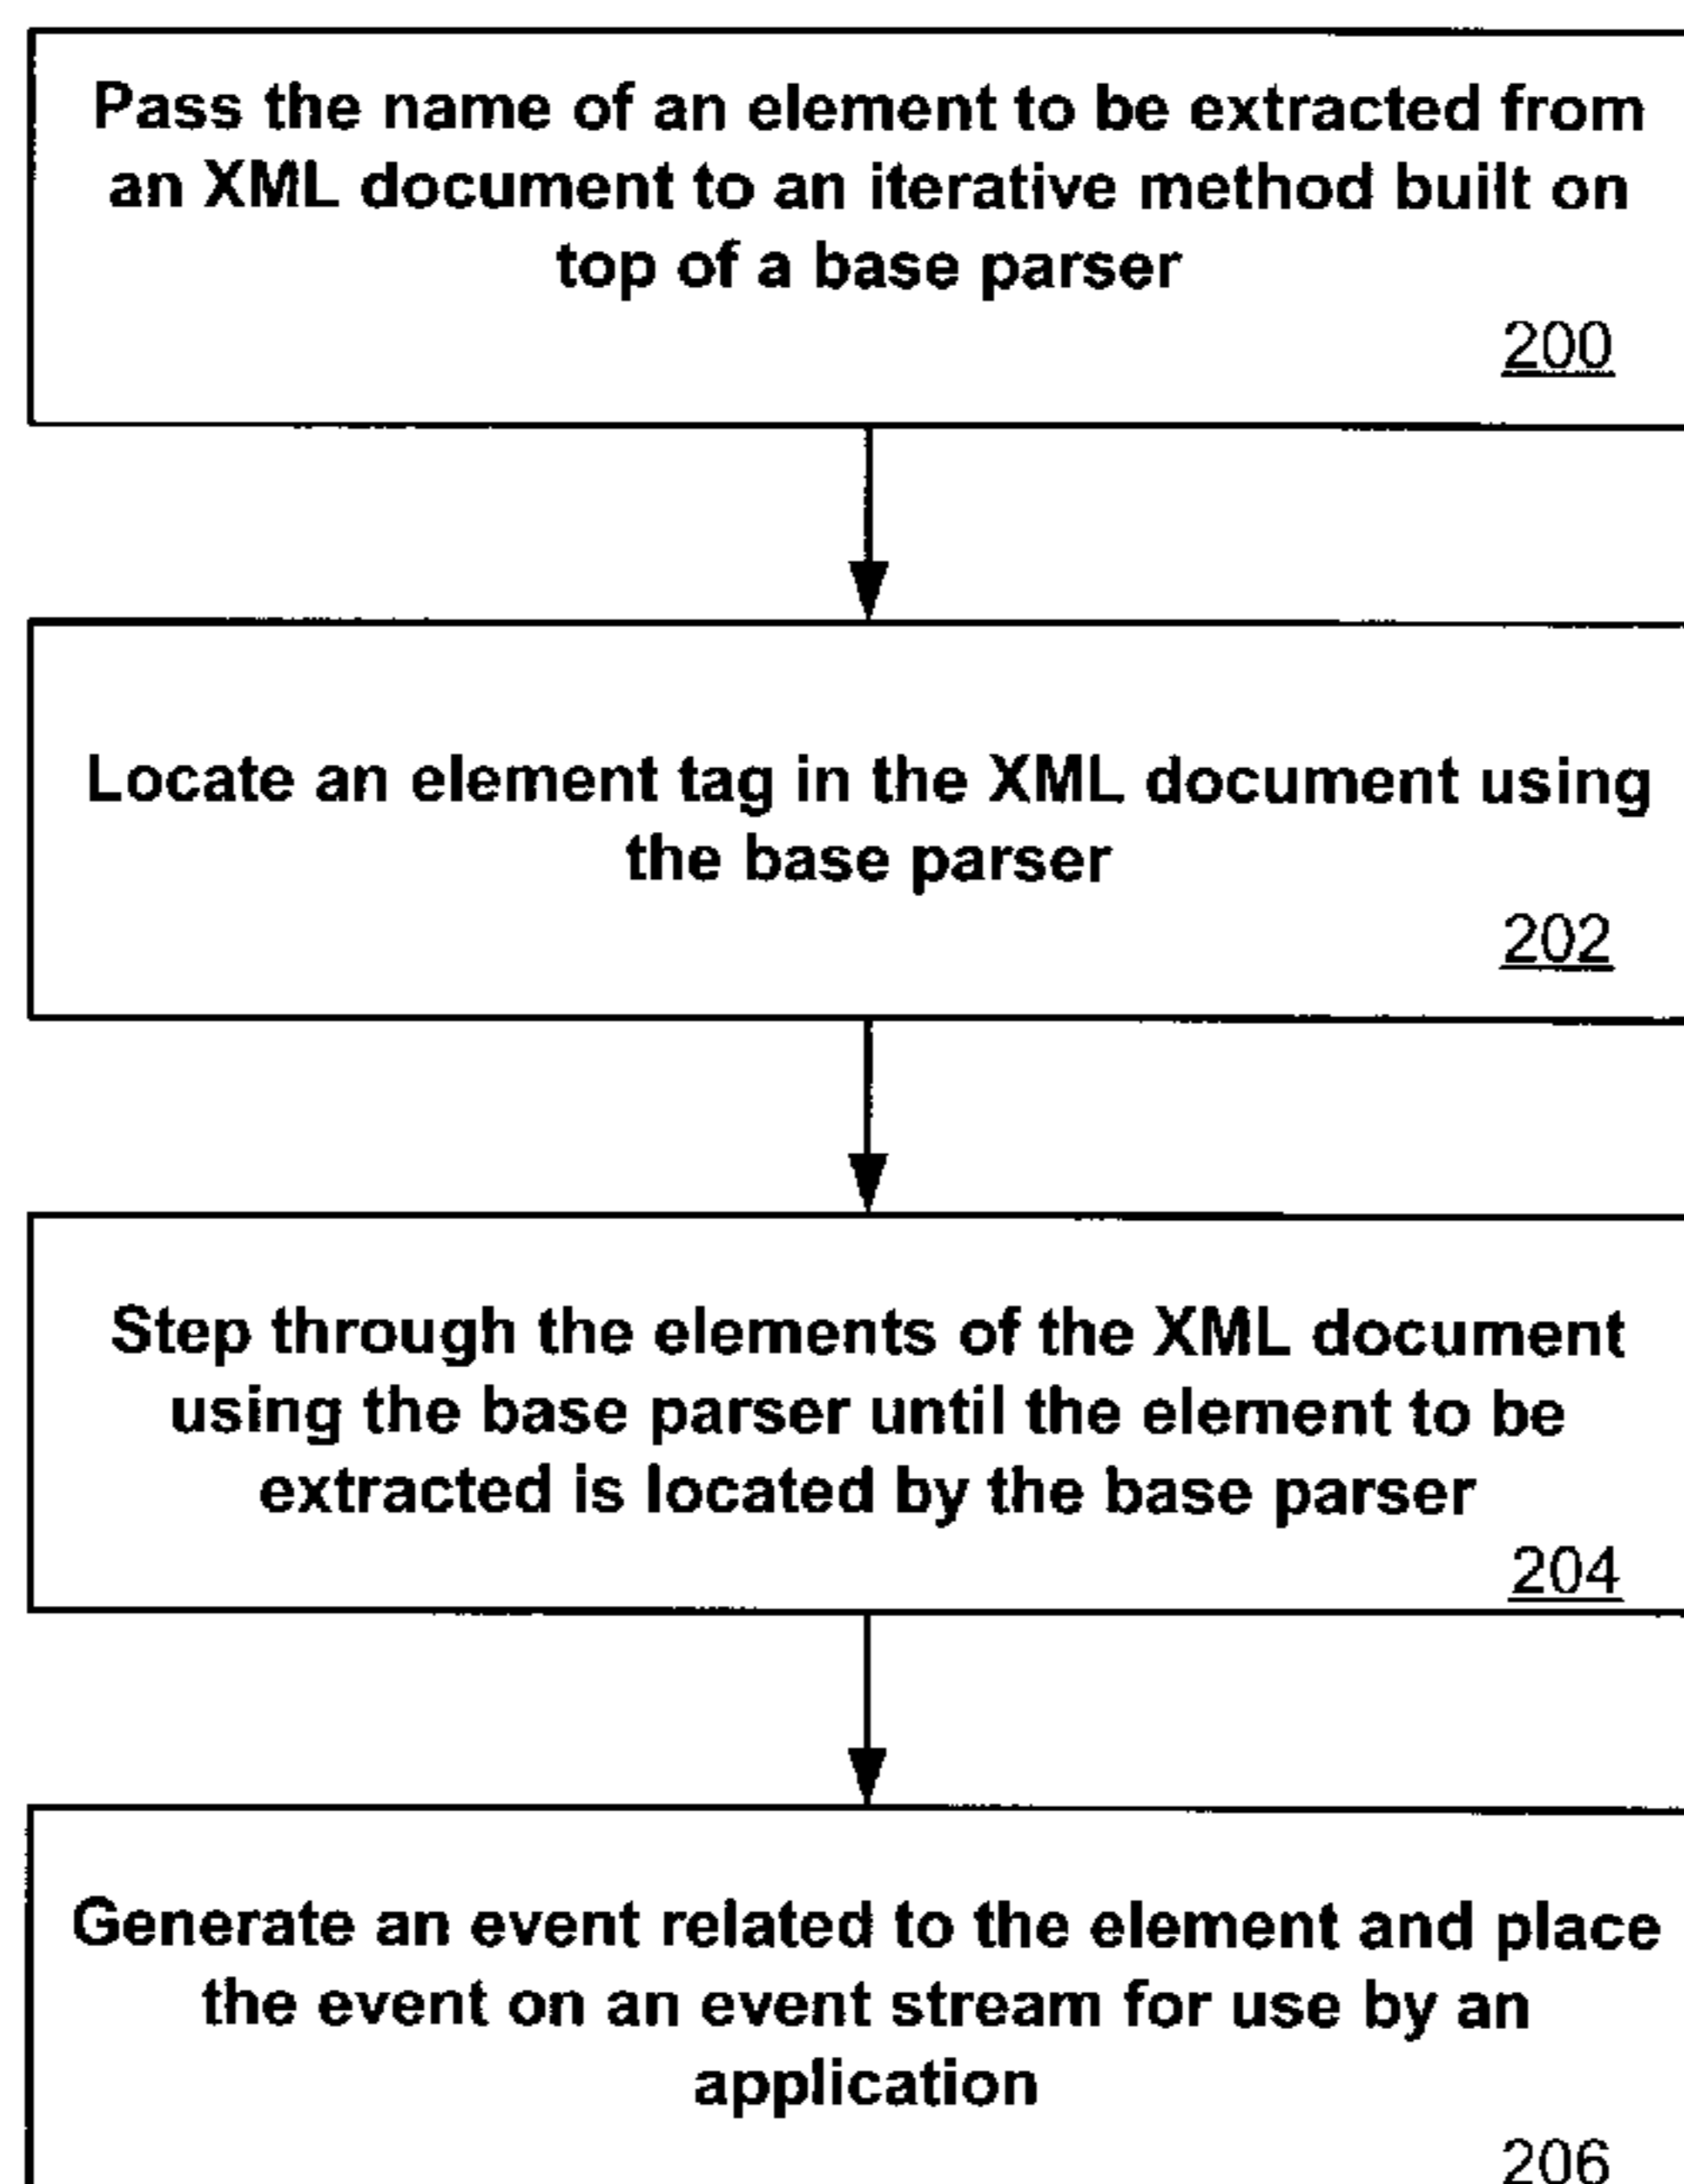 Pass the name of an element to be extracted from
an XML document to an iterative method built on
top of a base parser
200
Locate an element tag in the XML document using
the base parser
202
Step through the elements of the XML document
using the base parser until the element to be
extracted is located by the base parser
204
Generate an event related to the element and place
the event on an event stream for use by an
application
206